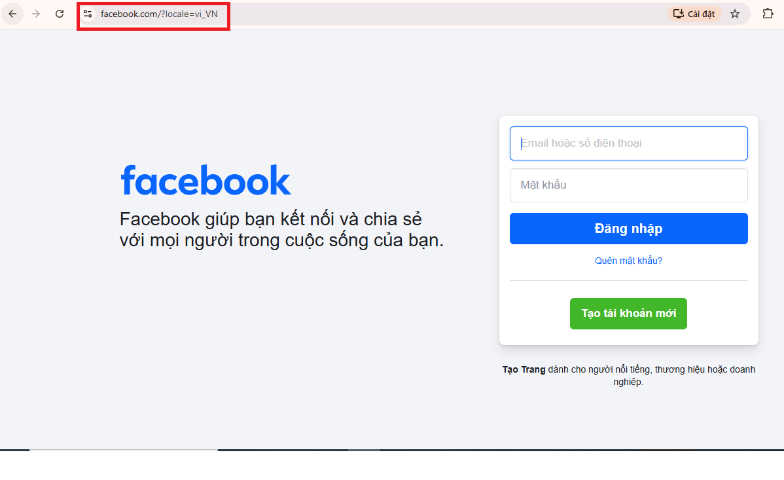 facebook.com/?locale=vi_VN
Cài đặt
facebook
Facebook giúp bạn kết nối và chia sẻ
với mọi người trong cuộc sống của bạn.
Email hoặc số điện thoại
Mật khẩu
Đăng nhập
Quên mật khẩu?
Tạo tài khoản mới
Tạo Trang dành cho người nổi tiếng, thương hiệu hoặc doanh
nghiệp.